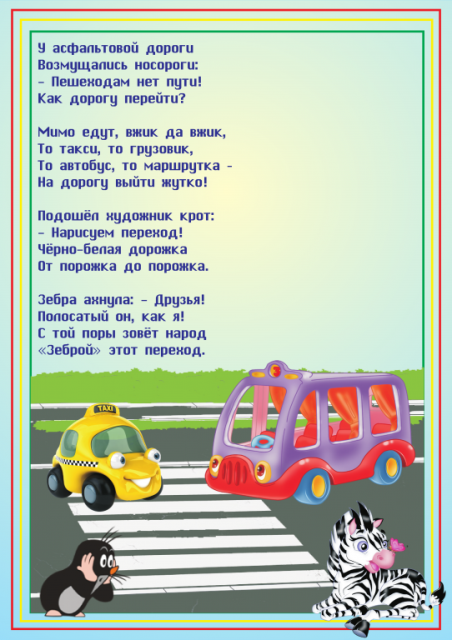 У асфальтовой дороги
Возмущались носороги:
- Пешеходам нет пути!
Как дорогу перейти?
Мимо едут, вжик да вжик,
То такси, то грузовик,
То автобус, то маршрутка -
На дорогу выйти жутко!
Подошёл художник крот:
- Нарисуем переход!
Чёрно-белая дорожка
От порожка до порожка.
Зебра ахнула: - Друзья!
Полосатый он, как я!
С той поры зовёт народ
«Зеброй» этот переход.
TAXI